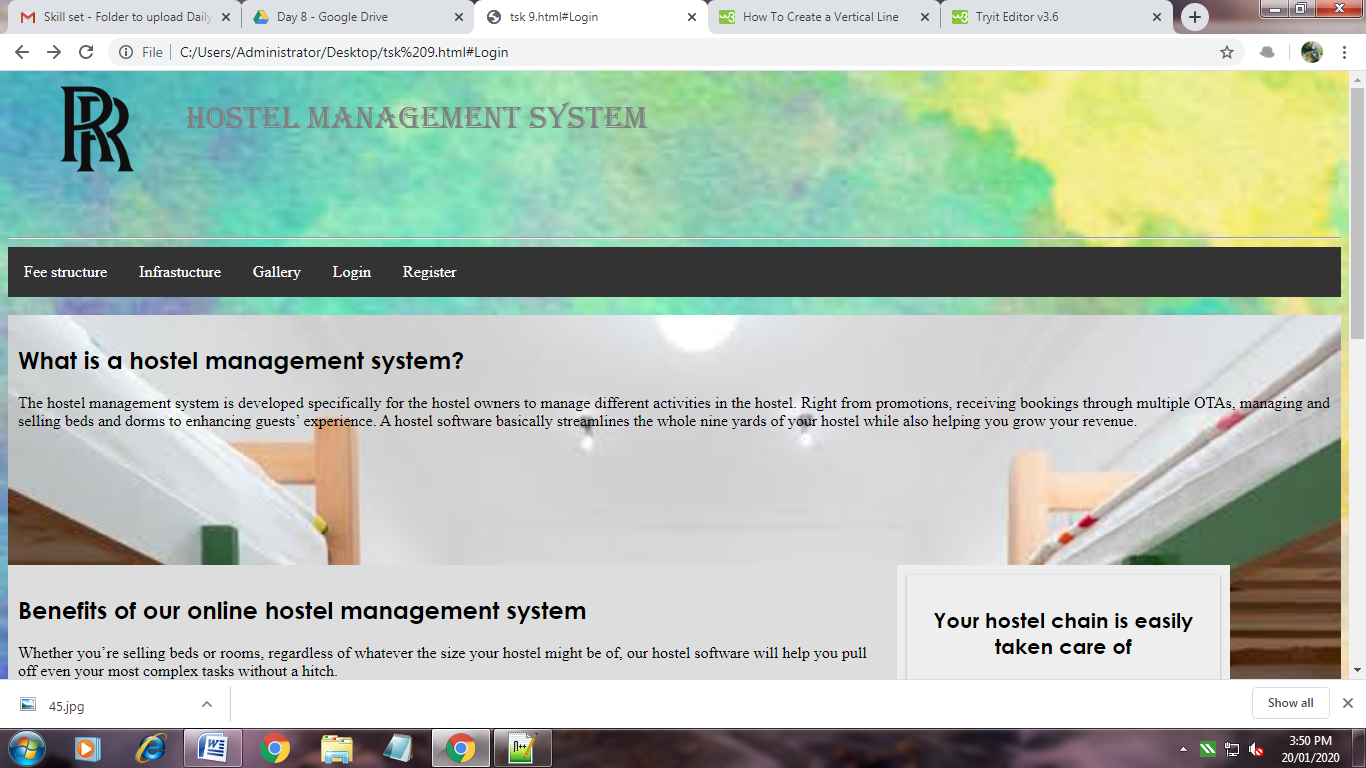 Skill set - Folder to upload Daily
Day 8 - Google Drive
tsk 9.html#Login
How To Create a Vertical Line
Tryit Editor v3.6
File
C:/Users/Administrator/Desktop/tsk%209.html#Login
RR
HOSTEL MANAGEMENT SYSTEM
Fee structure Infrastucture Gallery Login Register
What is a hostel management system?
The hostel management system is developed specifically for the hostel owners to manage different activities in the hostel. Right from promotions, receiving bookings through multiple OTAs, managing and
selling beds and dorms to enhancing guests’ experience. A hostel software basically streamlines the whole nine yards of your hostel while also helping you grow your revenue.
Benefits of our online hostel management system
Whether you’re selling beds or rooms, regardless of whatever the size your hostel might be of, our hostel software will help you pull
off even your most complex tasks without a hitch.
Your hostel chain is easily
taken care of
45.jpg
Show all
3:50 PM
20/01/2020